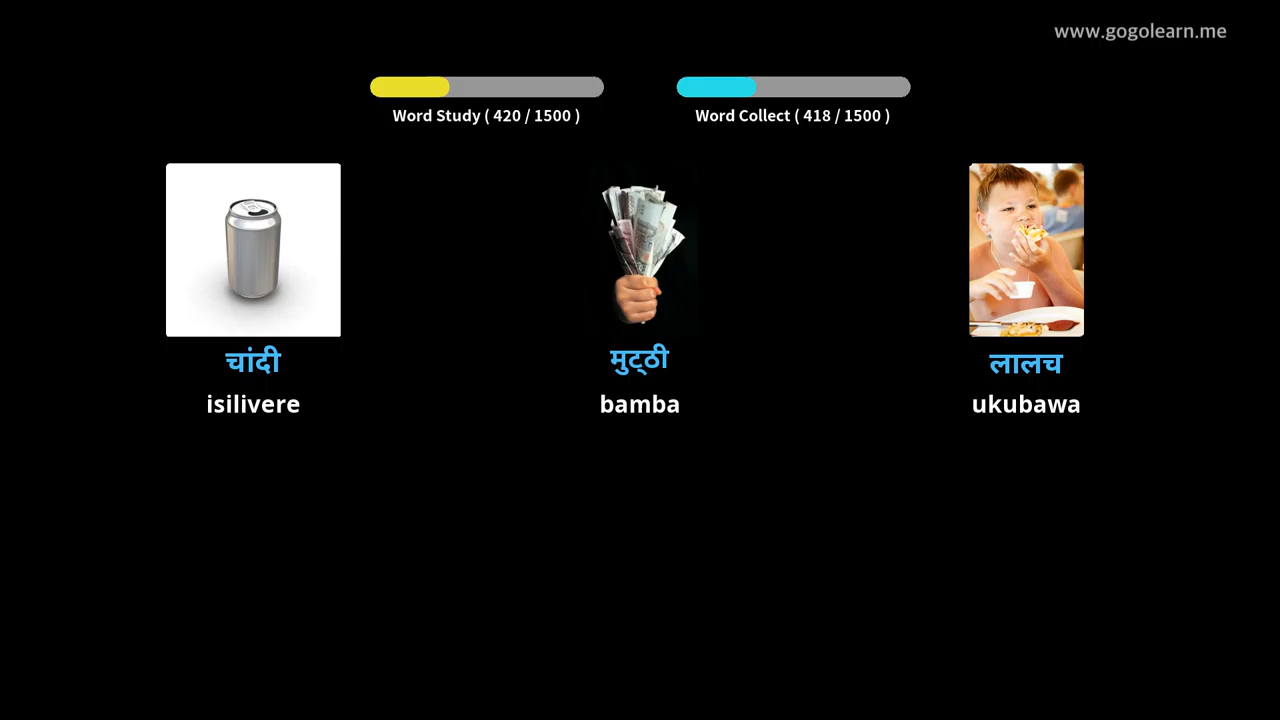 www.gogolearn.me
Word Study ( 420 / 1500 )
Word Collect ( 418 / 1500 )
चांदी
मुट्ठी
लालच
isilivere
bamba
ukubawa